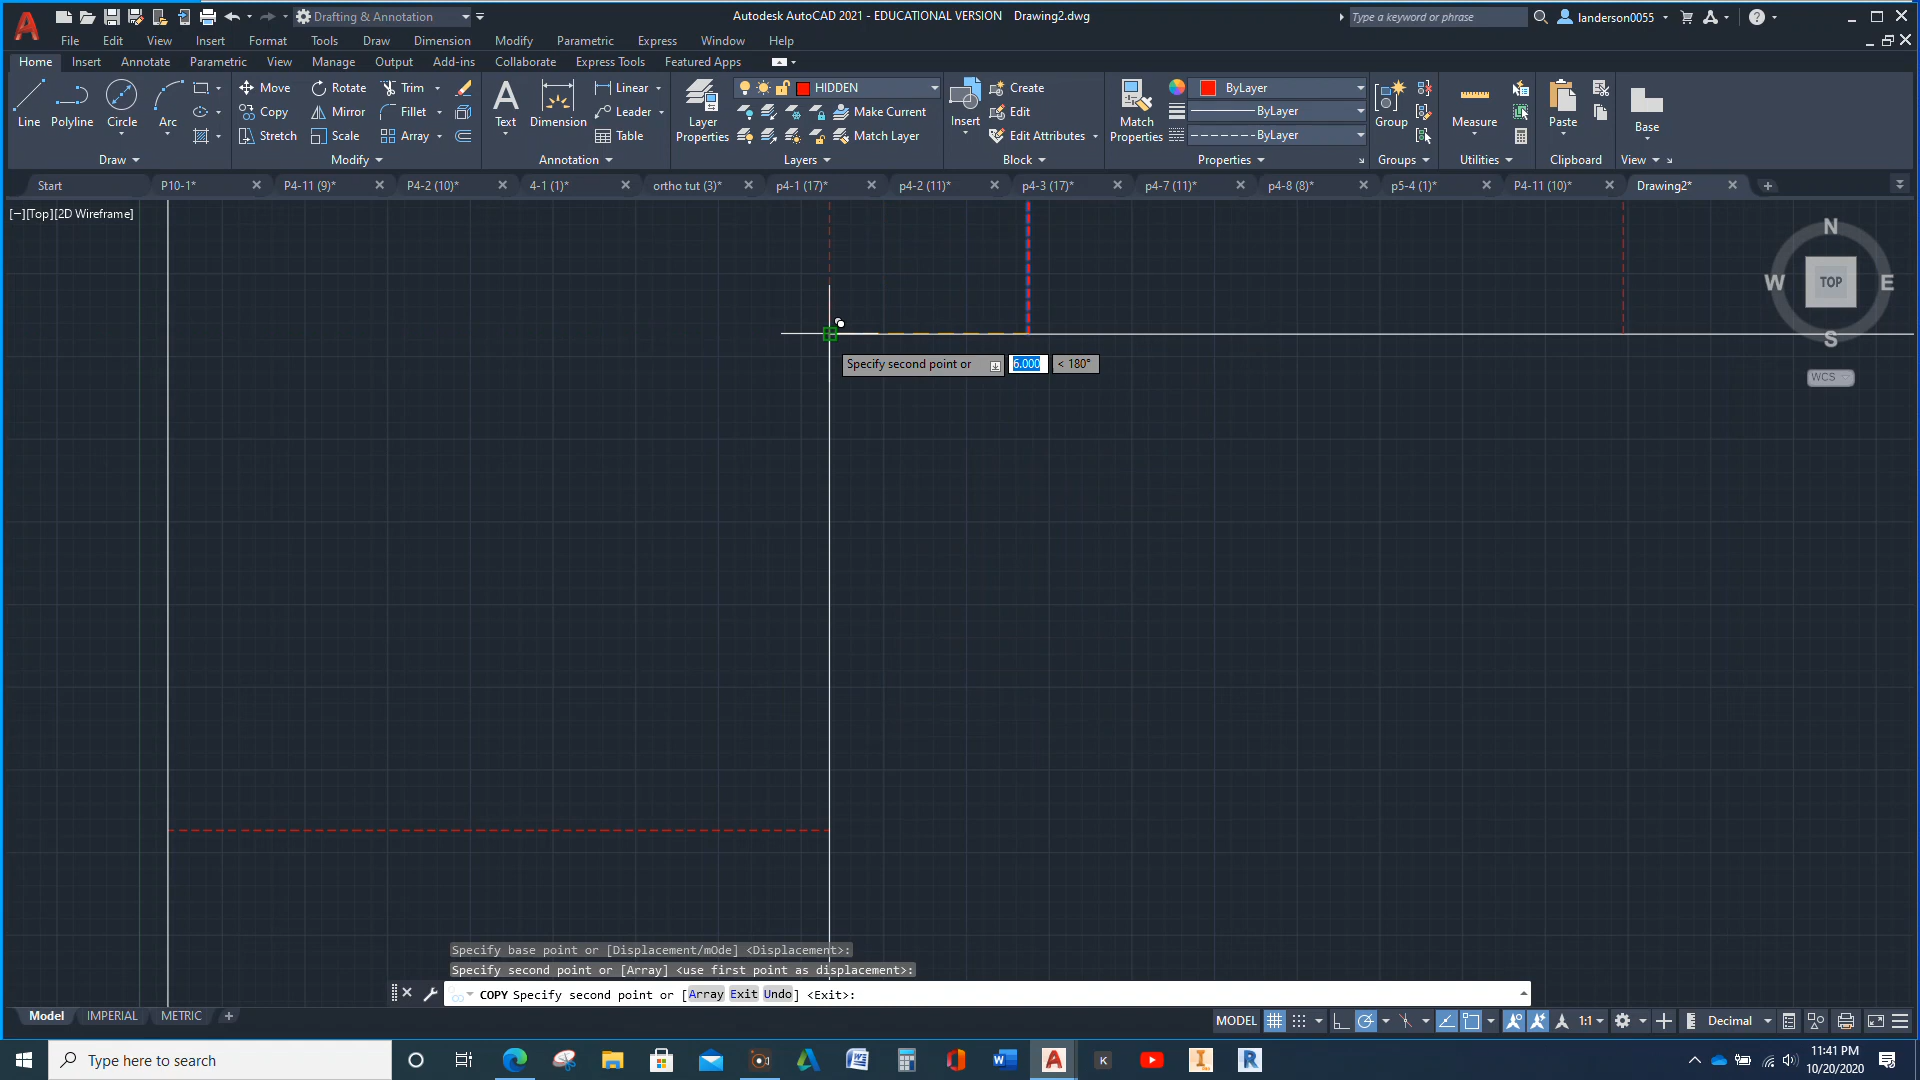 Drafting & Annotation
Autodesk AutoCAD 2021 - EDUCATIONAL VERSION Drawing2.dwg
Type a keyword or phrase
landerson0055
File Edit View Insert Format Tools Draw Dimension Modify Parametric Express Window Help
Home Insert Annotate Parametric View Manage Output Add-ins Collaborate Express Tools Featured Apps
Line Polyline Circle Arc
Move Rotate Trim
Copy Mirror Fillet
Stretch Scale Array
Text Dimension
Linear
Leader
Table
Layer Properties
HIDDEN
Make Current
Match Layer
Insert
Create
Edit
Edit Attributes
Match Properties
ByLayer
ByLayer
ByLayer
Group Measure Paste Base
Draw Modify Annotation Layers Block Properties Groups Utilities Clipboard View
Start P10-1* P4-11 (9)* P4-2 (10)* 4-1 (1)* ortho tut (3)* p4-1 (17)* p4-2 (11)* p4-3 (17)* p4-7 (11)* p4-8 (8)* p5-4 (1)* P4-11 (10)* Drawing2*
[−][Top][2D Wireframe]
N
W TOP E
S
WCS
Specify second point or 6.000 < 180°
Specify base point or [Displacement/mOde] <Displacement>:
Specify second point or [Array] <use first point as displacement>:
COPY Specify second point or [Array Exit Undo] <Exit>:
Model IMPERIAL METRIC
MODEL 1:1 Decimal
Type here to search
11:41 PM
10/20/2020